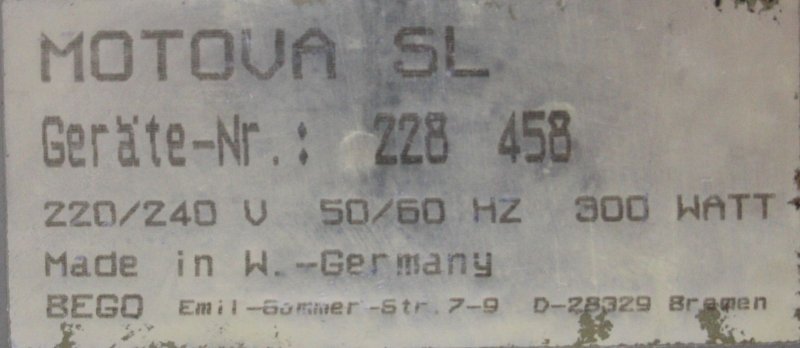 MOTOVA SL
Geräte-Nr.: 228 458
220/240 V 50/60 HZ 300 WATT
Made in W.-Germany
BEGO Emil-Sommer-Str.7-9 D-28329 Bremen